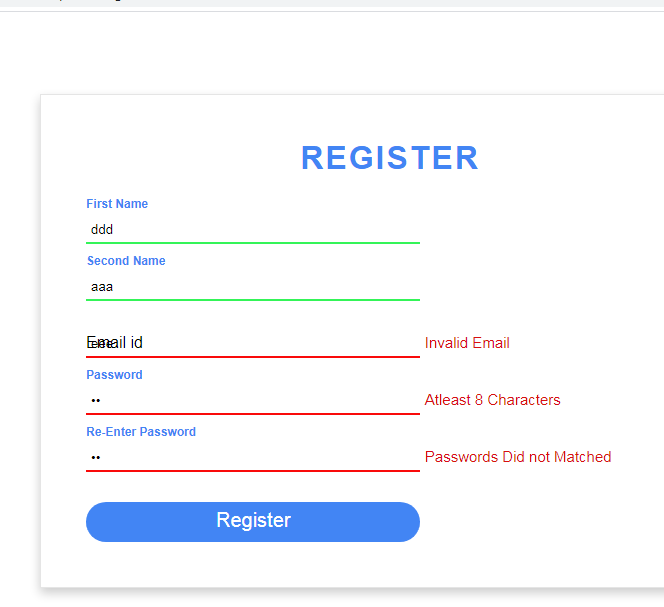 REGISTER
First Name
ddd
Second Name
aaa
Email id
Invalid Email
Password
••
Atleast 8 Characters
Re-Enter Password
••
Passwords Did not Matched
Register